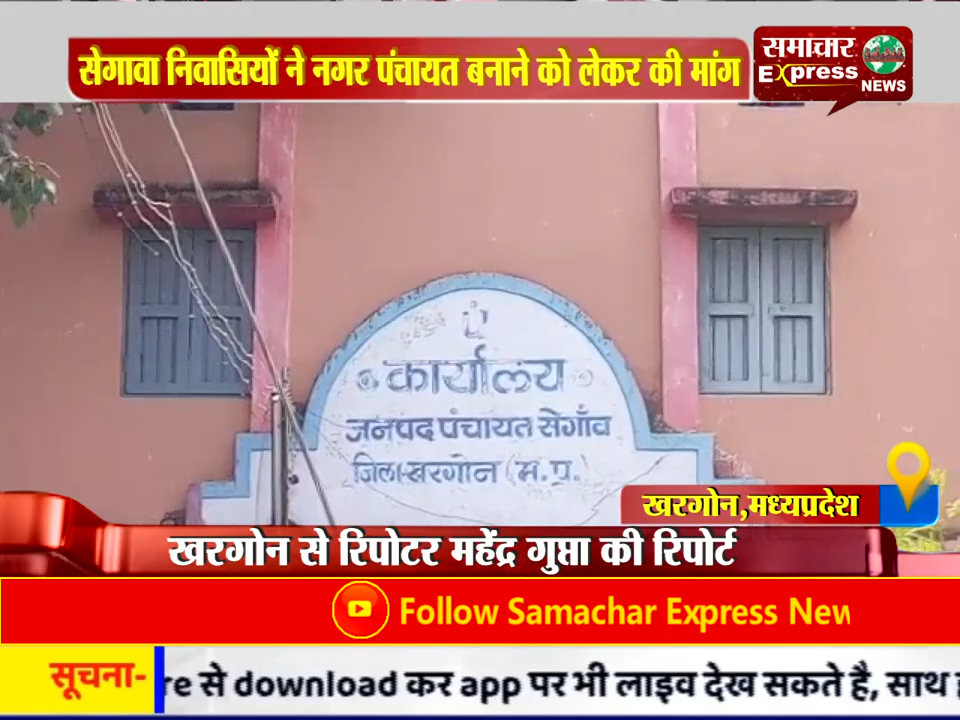 सेगावा निवासियों ने नगर पंचायत बनाने को लेकर की मांग
समाचार
Express
NEWS
कार्यालय
जनपद पंचायत सेगाँव
जिला-खरगोन (म.प्र.)
खरगोन,मध्यप्रदेश
खरगोन से रिपोटर महेंद्र गुप्ता की रिपोर्ट
Follow Samachar Express New
सूचना- re से download कर app पर भी लाइव देख सकते है, साथ